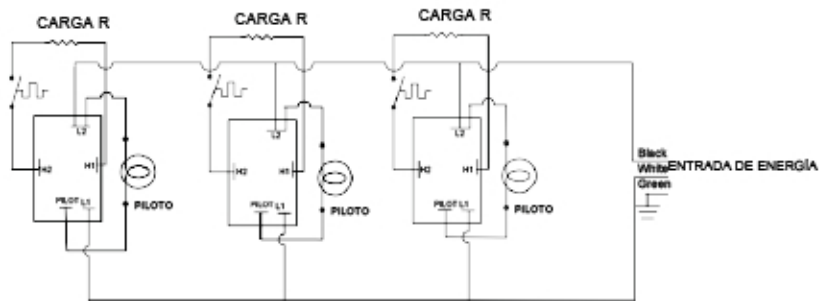 CARGA R
CARGA R
CARGA R
L2
H2
H1
PILOT
L1
PILOTO
L2
H2
H1
PILOT
L1
PILOTO
L2
H2
H1
PILOT
L1
PILOTO
Black
White
Green
ENTRADA DE ENERGÍA